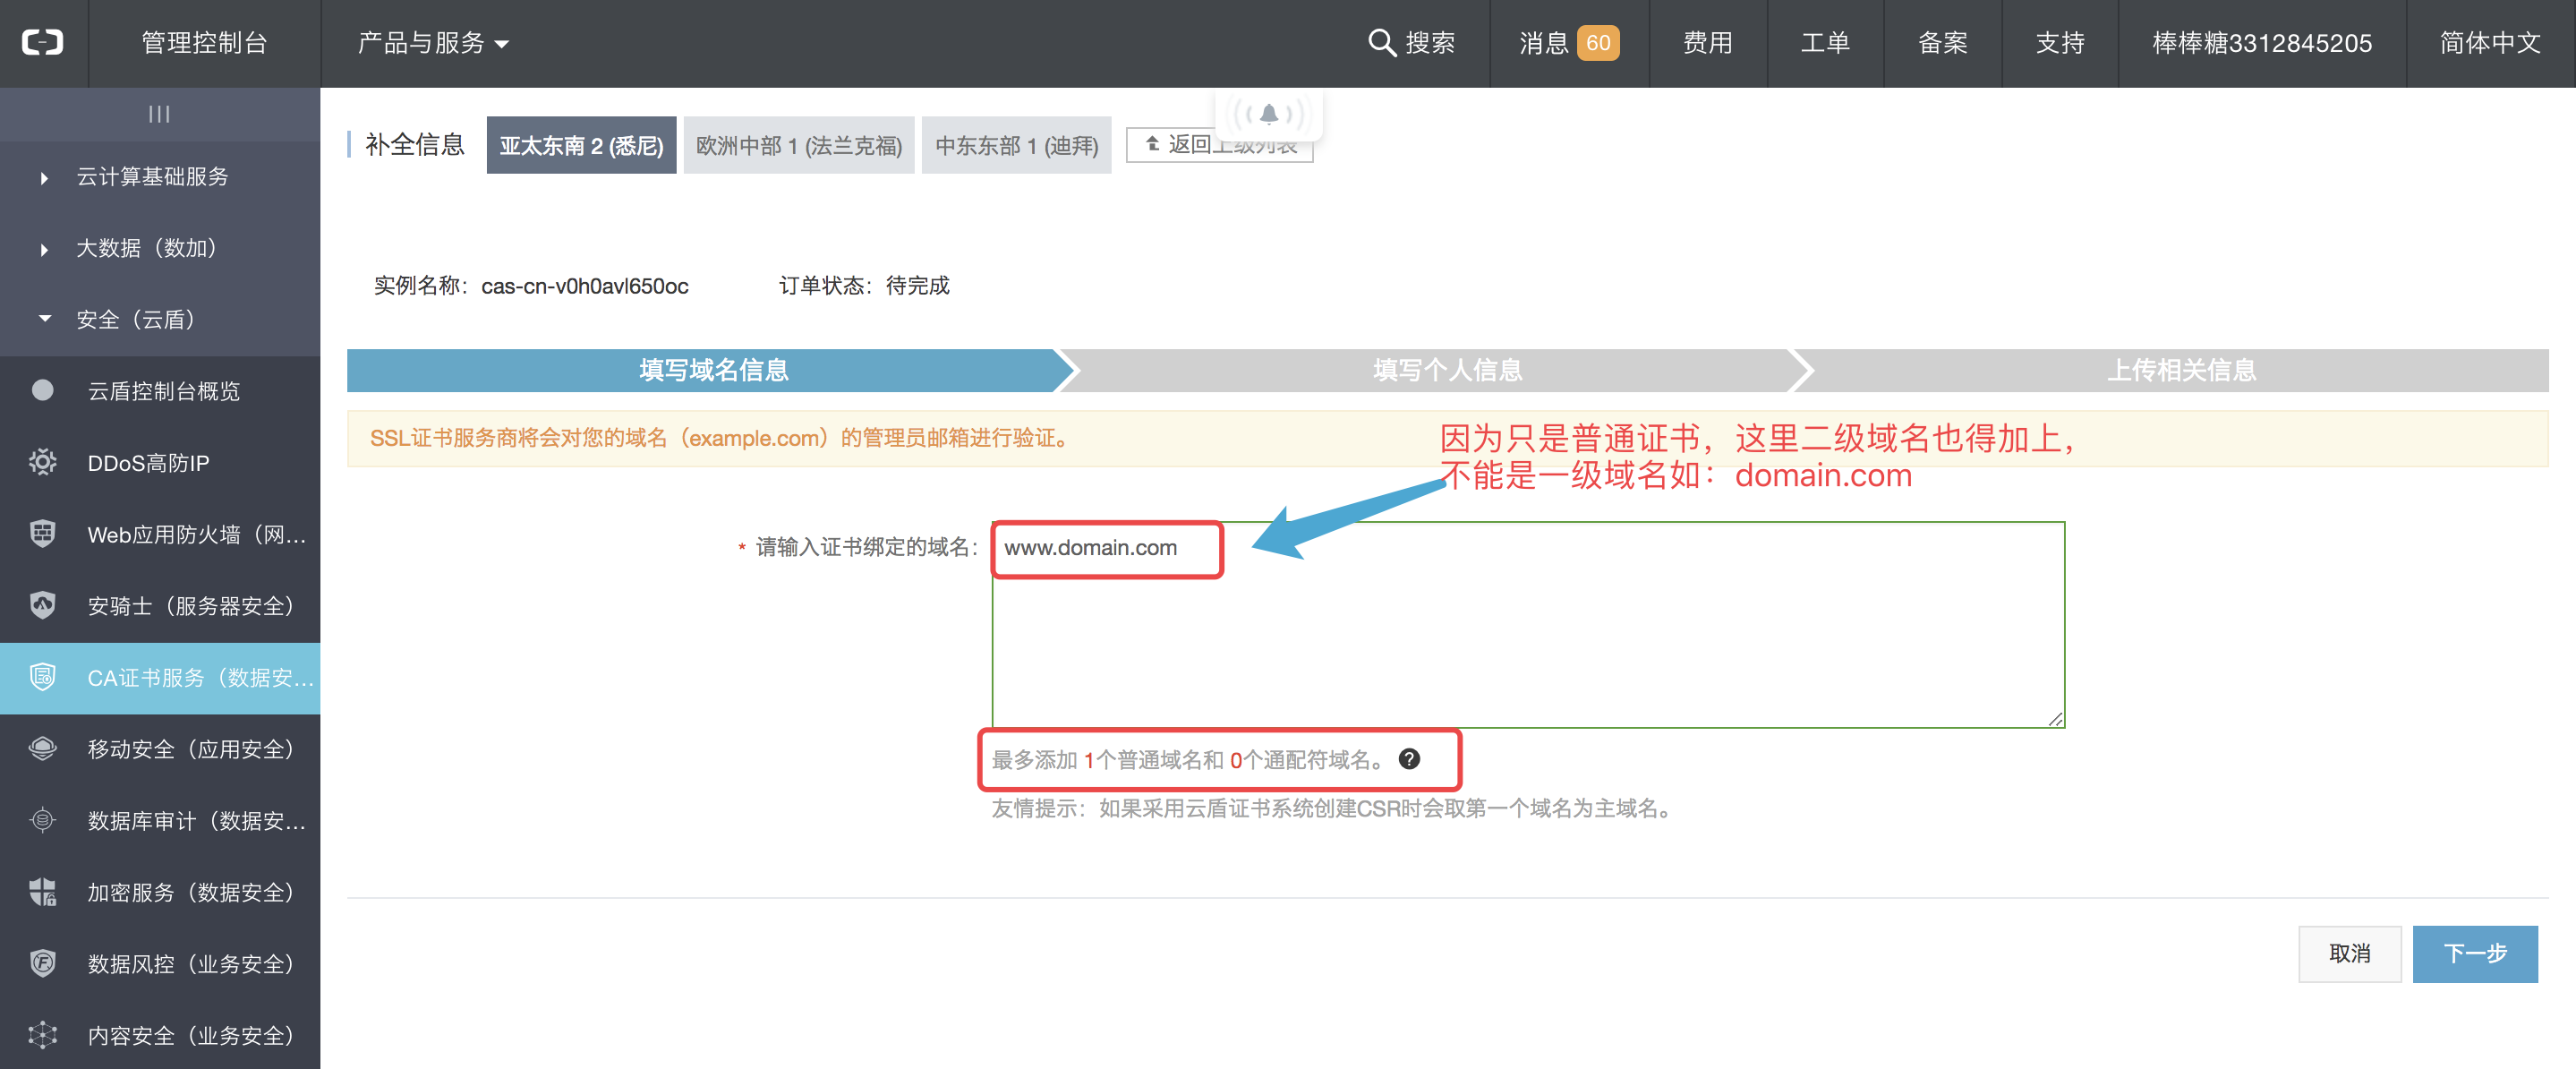 管理控制台
产品与服务
搜索
消息 60
费用
工单
备案
支持
棒棒糖3312845205
简体中文
云计算基础服务
大数据（数加）
安全（云盾）
云盾控制台概览
DDoS高防IP
Web应用防火墙（网...
安骑士（服务器安全）
CA证书服务（数据安...
移动安全（应用安全）
数据库审计（数据安...
加密服务（数据安全）
数据风控（业务安全）
内容安全（业务安全）
补全信息
亚太东南 2 (悉尼)
欧洲中部 1 (法兰克福)
中东东部 1 (迪拜)
返回上级列表
实例名称：cas-cn-v0h0avl650oc
订单状态：待完成
填写域名信息
填写个人信息
上传相关信息
SSL证书服务商将会对您的域名（example.com）的管理员邮箱进行验证。
因为只是普通证书，这里二级域名也得加上，
不能是一级域名如：domain.com
* 请输入证书绑定的域名：
www.domain.com
最多添加 1个普通域名和 0个通配符域名。
友情提示：如果采用云盾证书系统创建CSR时会取第一个域名为主域名。
取消
下一步